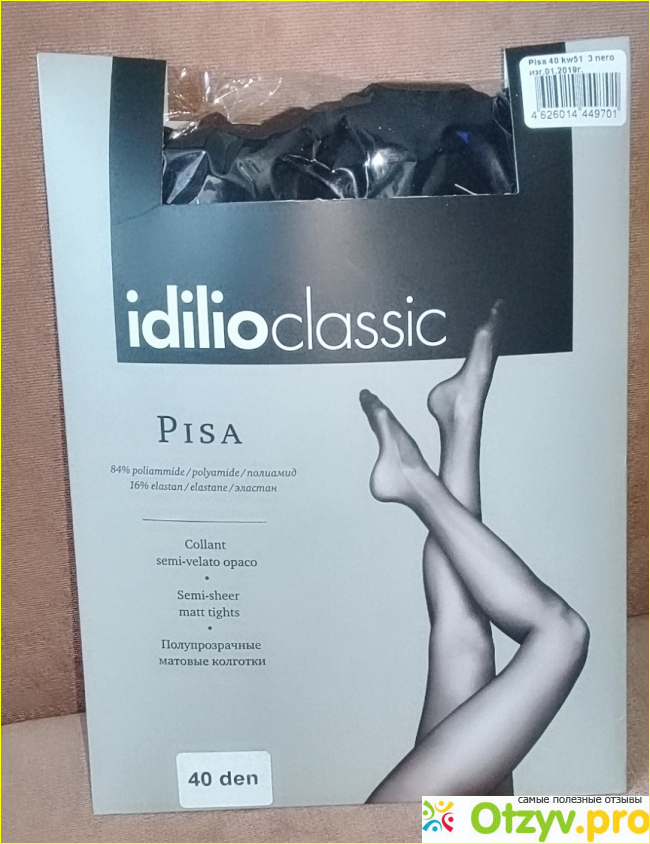 Pisa 40 kw51 3 nero
изг.01.2019г.
4 626014 449701
idilioclassic
PISA
84% poliammide/polyamide/полиамид
16% elastan/elastane/эластан
Collant
semi-velato opaco
•
Semi-sheer
matt tights
•
Полупрозрачные
матовые колготки
40 den
самые полезные отзывы
Otzyv.pro